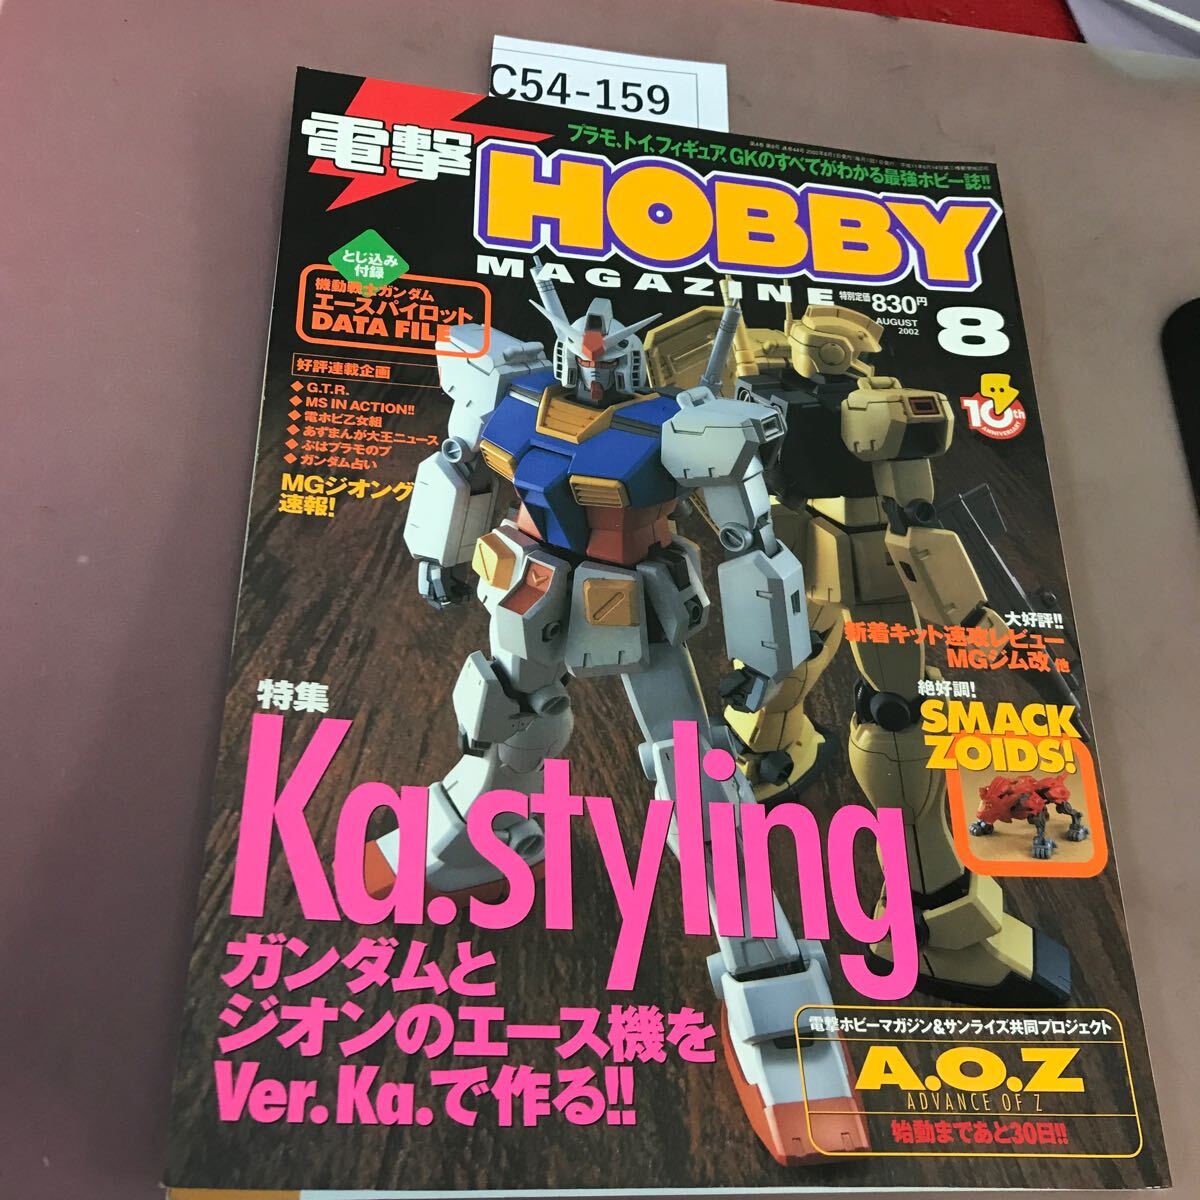 C54-159
電撃
プラモ、トイ、フィギュア、GKのすべてがわかる最強ホビー誌!!
HOBBY
MAGAZINE
特別定価830円
AUGUST
2002
8
10th
ANNIVERSARY
とじ込み
付録
機動戦士ガンダム
エースパイロット
DATA FILE
好評連載企画
◆ G.T.R.
◆ MS IN ACTION!!
◆ 電ホビ乙女組
◆ あずまんが大王ニュース
◆ ぷはプラモのプ
◆ ガンダム占い
MGジオング
速報!
大好評!!
新着キット速攻レビュー
MGジム改 他
絶好調!
SMACK
ZOIDS!
特集
Ka.styling
ガンダムと
ジオンのエース機を
Ver.Ka.で作る!!
電撃ホビーマガジン&サンライズ共同プロジェクト
A.O.Z
ADVANCE OF Z
始動まであと30日!!